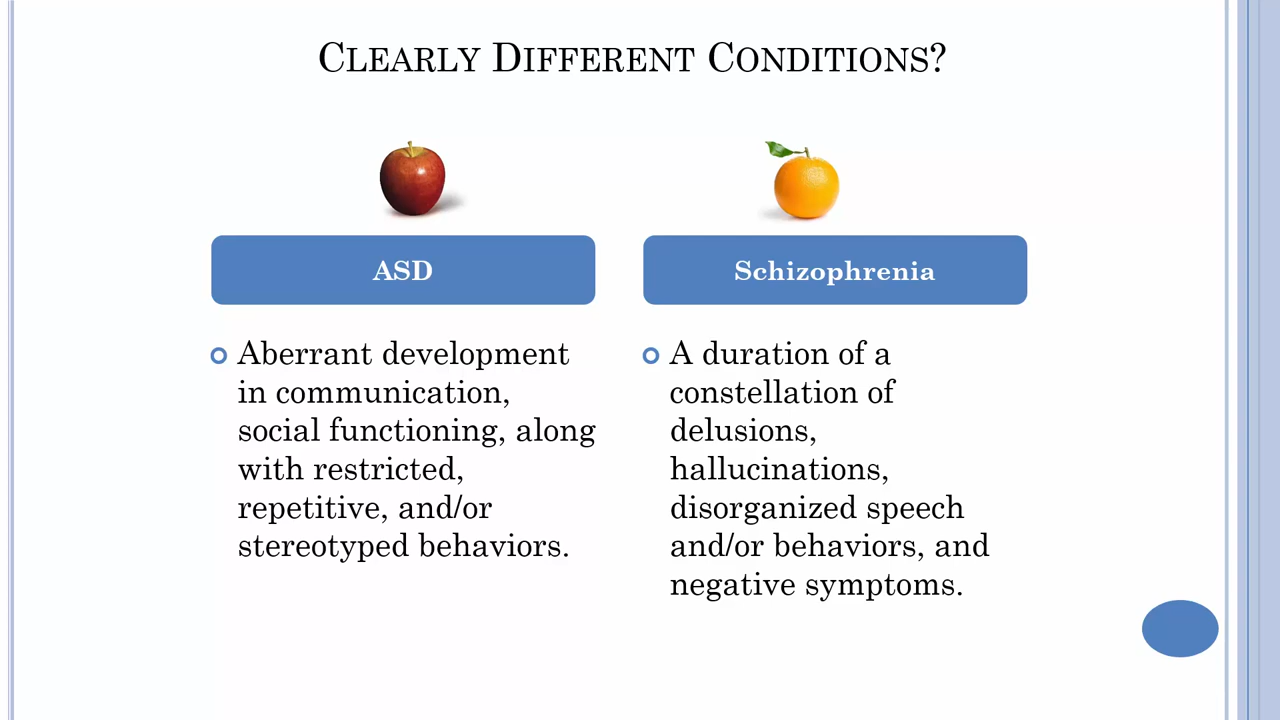 CLEARLY DIFFERENT CONDITIONS?
ASD
Aberrant development
in communication,
social functioning, along
with restricted,
repetitive, and/or
stereotyped behaviors.
Schizophrenia
A duration of a
constellation of
delusions,
hallucinations,
disorganized speech
and/or behaviors, and
negative symptoms.